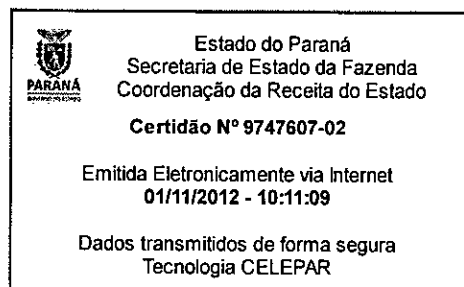 PARANÁ
Estado do Paraná
Secretaria de Estado da Fazenda
Coordenação da Receita do Estado
Certidão Nº 9747607-02
Emitida Eletronicamente via Internet
01/11/2012 - 10:11:09
Dados transmitidos de forma segura
Tecnologia CELEPAR